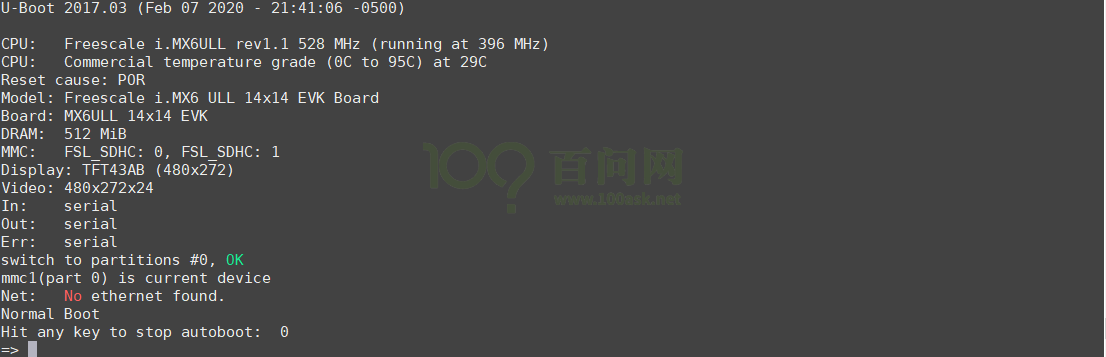 U-Boot 2017.03 (Feb 07 2020 - 21:41:06 -0500)
CPU:   Freescale i.MX6ULL rev1.1 528 MHz (running at 396 MHz)
CPU:   Commercial temperature grade (0C to 95C) at 29C
Reset cause: POR
Model: Freescale i.MX6 ULL 14x14 EVK Board
Board: MX6ULL 14x14 EVK
DRAM:  512 MiB
MMC:   FSL_SDHC: 0, FSL_SDHC: 1
Display: TFT43AB (480x272)
Video: 480x272x24
In:    serial
Out:   serial
Err:   serial
switch to partitions #0, OK
mmc1(part 0) is current device
Net:   No ethernet found.
Normal Boot
Hit any key to stop autoboot:  0
=>
100? 百问网
www.100ask.net